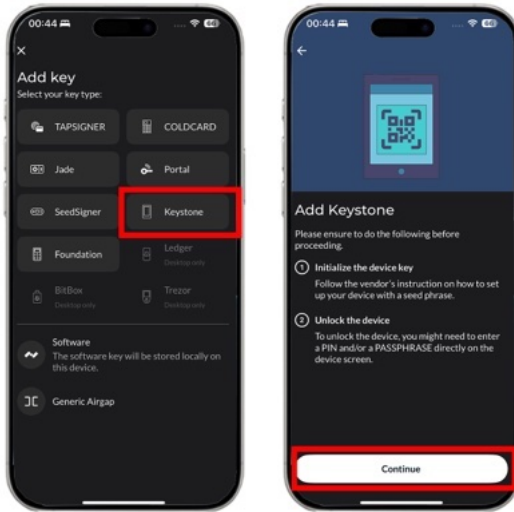 00:44
68
Add key
Select your key type:
TAPSIGNER
COLDCARD
Jade
Portal
SeedSigner
Keystone
Foundation
Ledger
Desktop only
BitBox
Desktop only
Trezor
Desktop only
Software
The software key will be stored locally on
this device.
Generic Airgap
00:44
Add Keystone
Please ensure to do the following before
proceeding.
1 Initialize the device key
Follow the vendor's instruction on how to set
up your device with a seed phrase.
2 Unlock the device
To unlock the device, you might need to enter
a PIN and/or a PASSPHRASE directly on the
device screen.
Continue